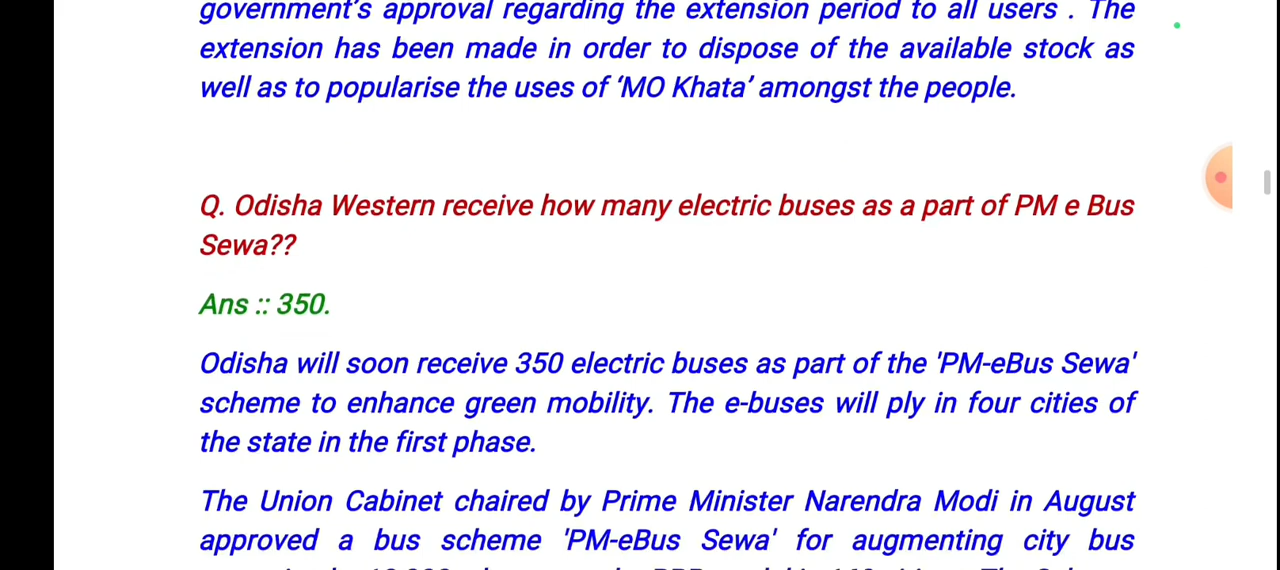 government's approval regarding the extension period to all users . The
extension has been made in order to dispose of the available stock as
well as to popularise the uses of ‘MO Khata’ amongst the people.
Q. Odisha Western receive how many electric buses as a part of PM e Bus
Sewa??
Ans :: 350.
Odisha will soon receive 350 electric buses as part of the 'PM-eBus Sewa'
scheme to enhance green mobility. The e-buses will ply in four cities of
the state in the first phase.
The Union Cabinet chaired by Prime Minister Narendra Modi in August
approved a bus scheme 'PM-eBus Sewa' for augmenting city bus